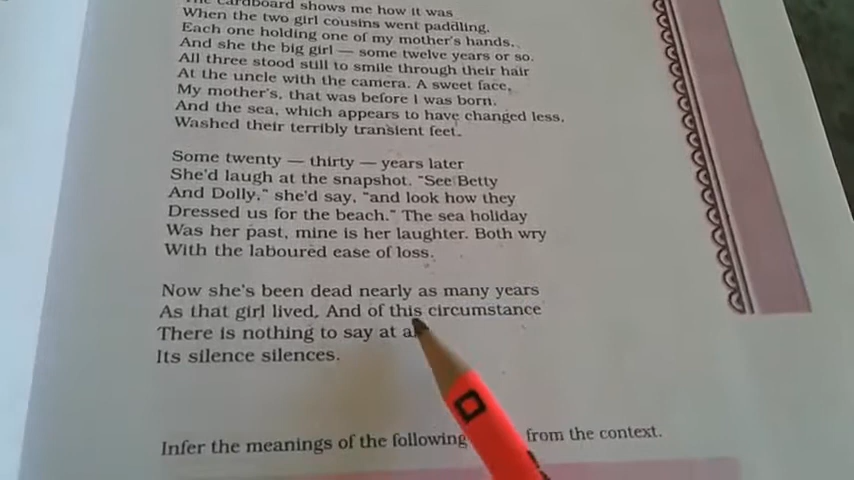 The cardboard shows me how it was
When the two girl cousins went paddling,
Each one holding one of my mother's hands,
And she the big girl — some twelve years or so.
All three stood still to smile through their hair
At the uncle with the camera. A sweet face,
My mother's, that was before I was born.
And the sea, which appears to have changed less,
Washed their terribly transient feet.
Some twenty — thirty — years later
She'd laugh at the snapshot. "See Betty
And Dolly," she'd say, "and look how they
Dressed us for the beach." The sea holiday
Was her past, mine is her laughter. Both wry
With the laboured ease of loss.
Now she's been dead nearly as many years
As that girl lived. And of this circumstance
There is nothing to say at
Its silence silences.
Infer the meanings of the following from the context.